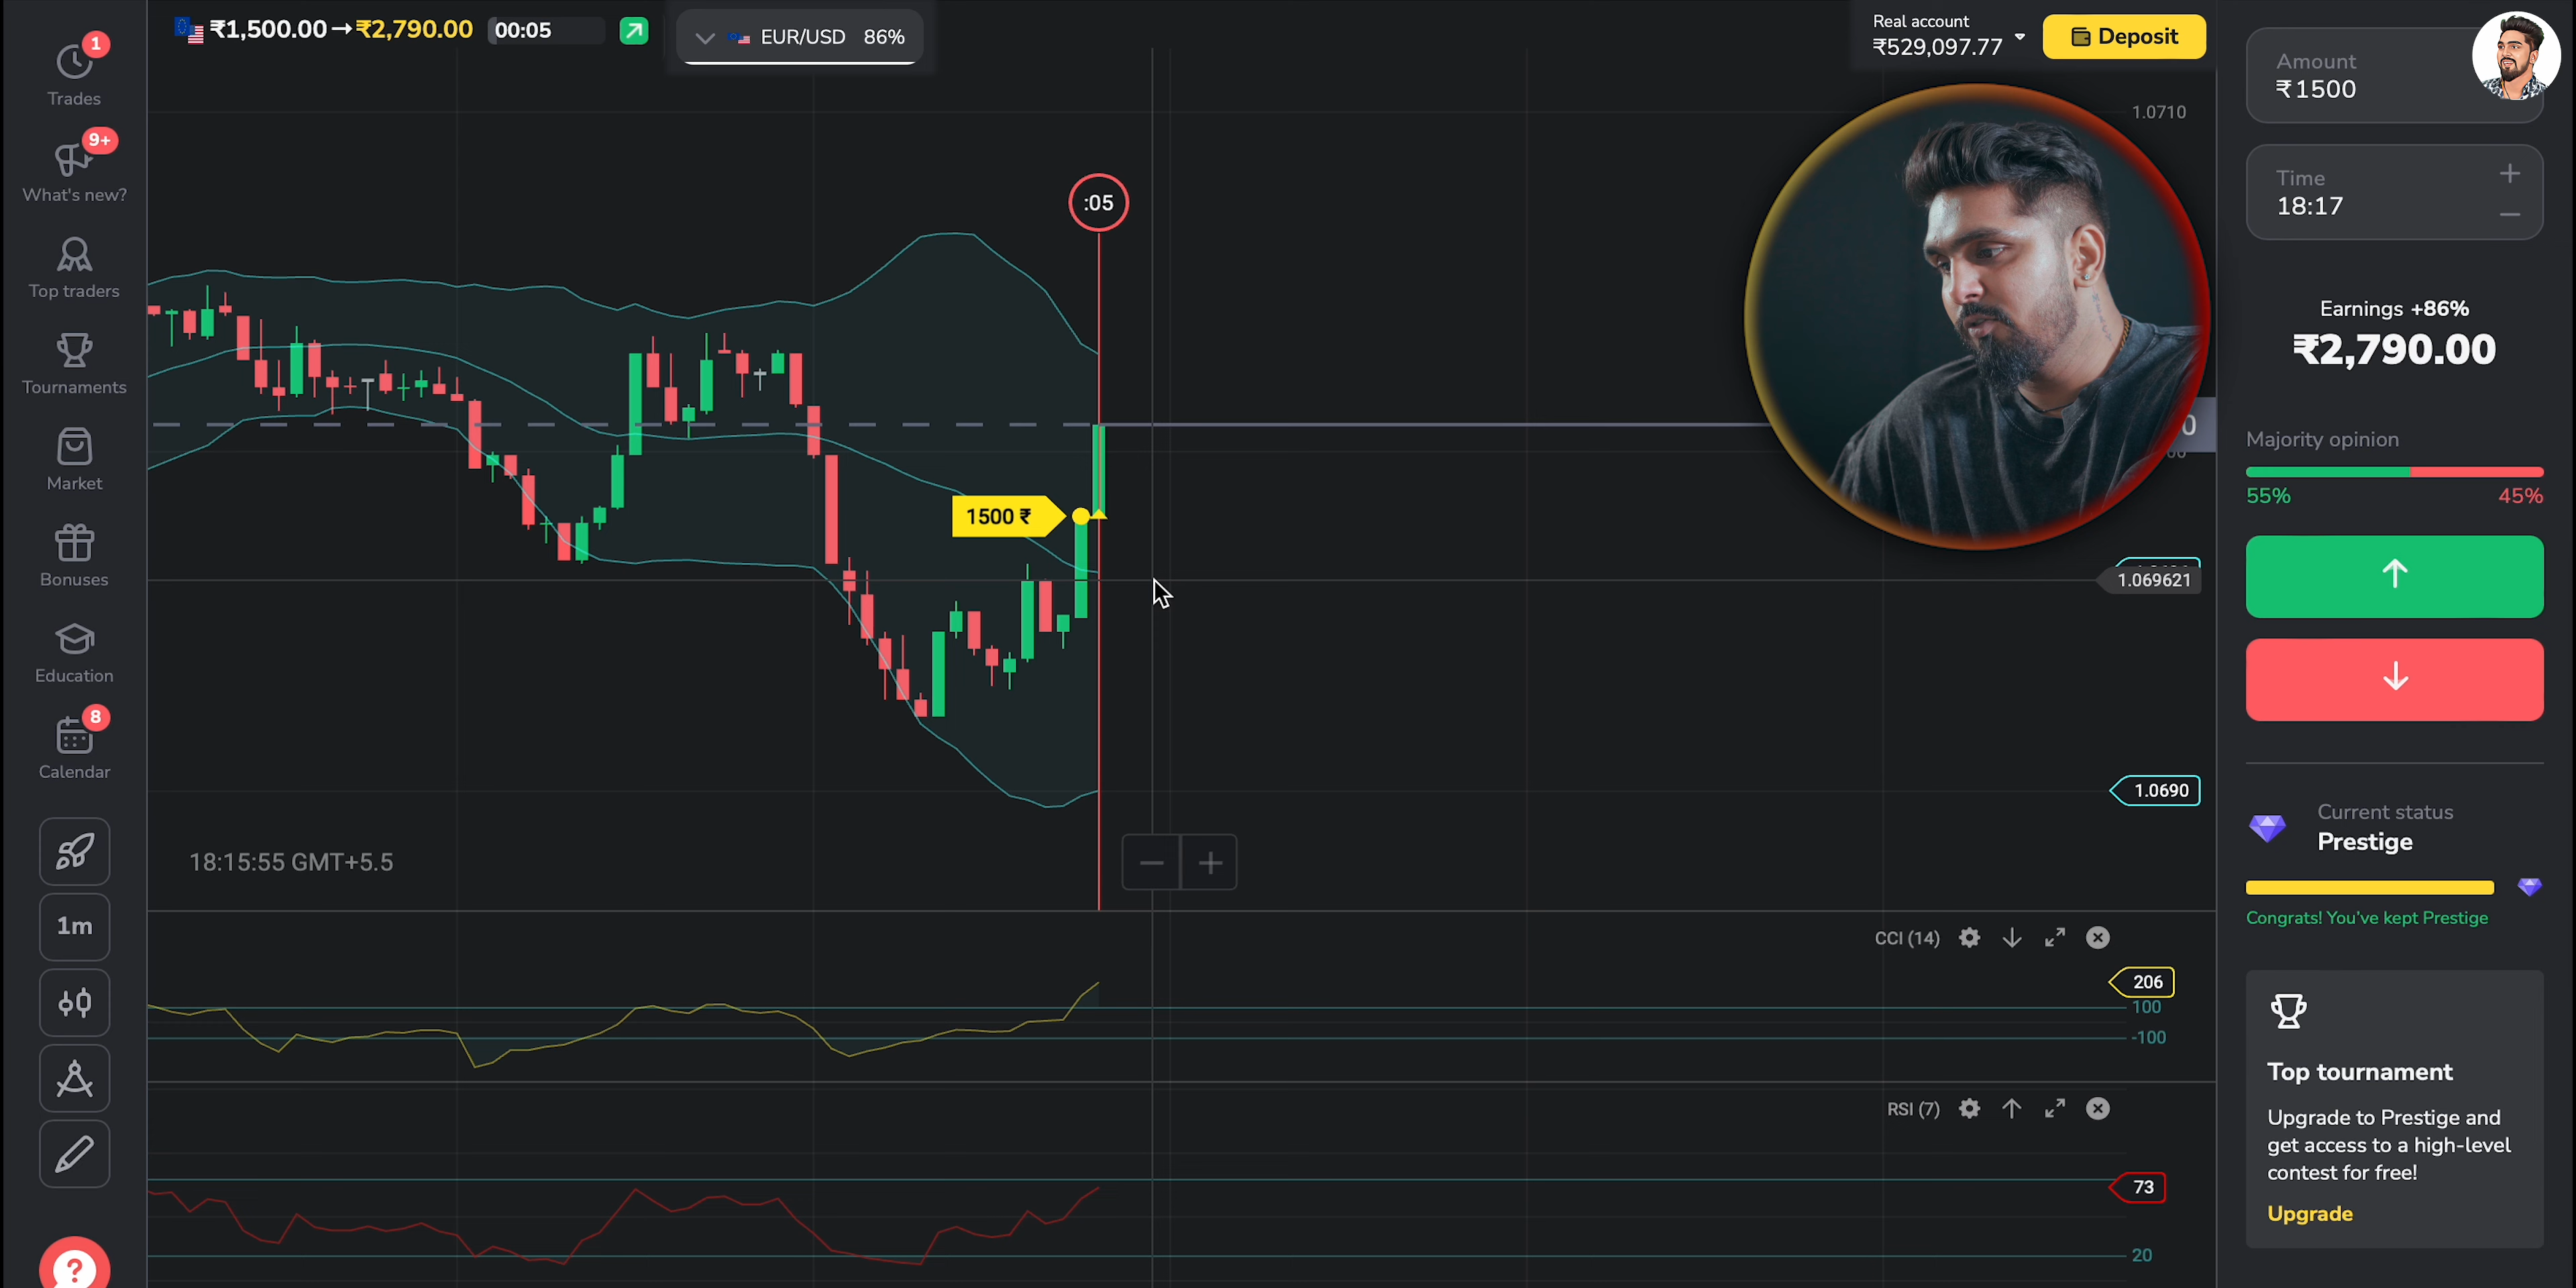 ₹1,500.00→₹2,790.00 00:05
EUR/USD 86%
Real account
₹529,097.77
Deposit
1
Trades
9+
What's new?
Top traders
Tournaments
Market
Bonuses
Education
8
Calendar
1m
?
1.0710
:05
1500 ₹
0
1.069621
1.0690
18:15:55 GMT+5.5
CCI (14)
206
100
-100
RSI (7)
73
20
Amount
₹1500
Time
18:17
Earnings +86%
₹2,790.00
Majority opinion
55% 45%
Current status
Prestige
Congrats! You've kept Prestige
Top tournament
Upgrade to Prestige and
get access to a high-level
contest for free!
Upgrade